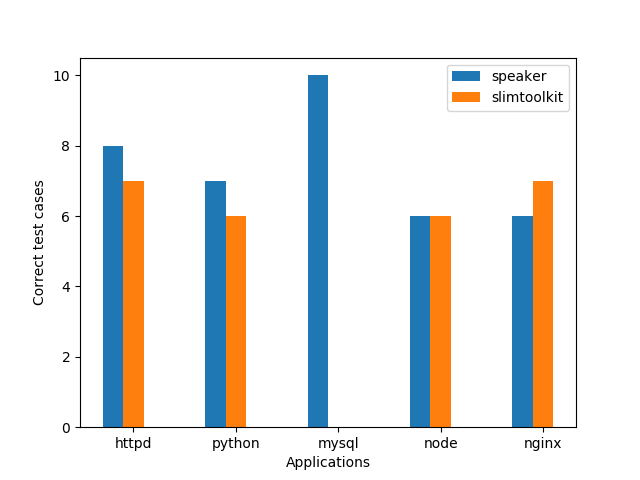 speaker
slimtoolkit
10
8
6
4
2
0
Correct test cases
httpd python mysql node nginx
Applications